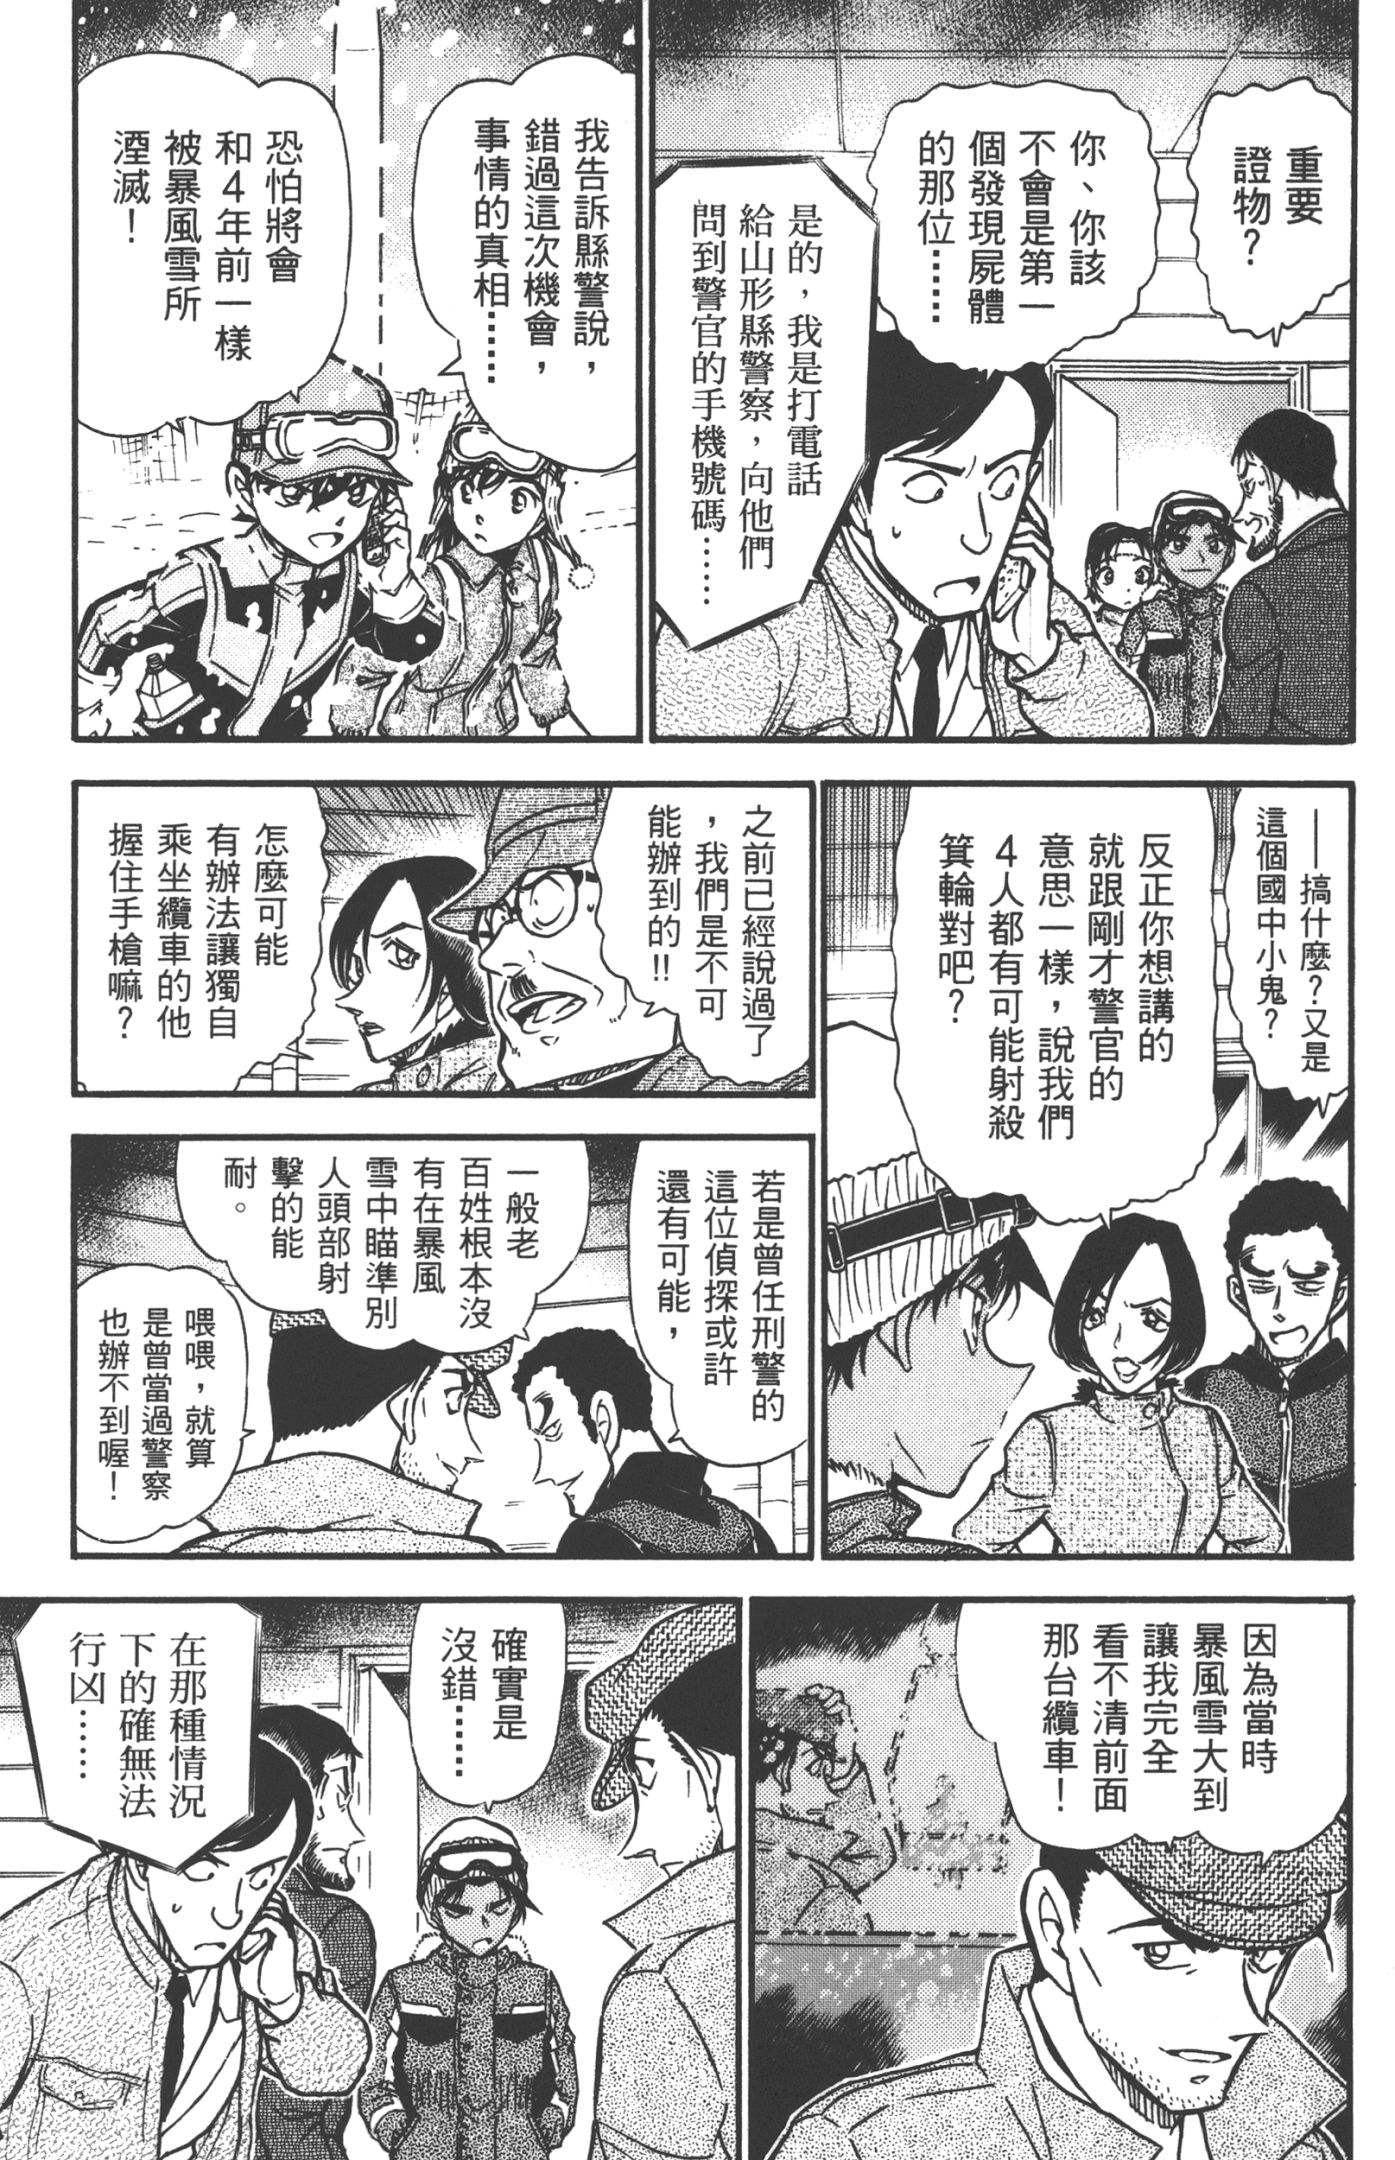 重要
證物？
你、你該
不會是第一
個發現屍體
的那位……
是的，我是打電話
給山形縣警察，向他們
問到警官的手機號碼……
我告訴縣警說，
錯過這次機會，
事情的真相……
恐怕將會
和4年前一樣
被暴風雪所
湮滅！
──搞什麼？又是
這個國中小鬼？
反正你想講的
就跟剛才警官的
意思一樣，說我們
4人都有可能射殺
箕輪對吧？
之前已經說過了
，我們是不可
能辦到的!!
怎麼可能
有辦法讓獨自
乘坐纜車的他
握住手槍嘛？
若是曾任刑警的
這位偵探或許
還有可能，
一般老
百姓根本沒
有在暴風
雪中瞄準別
人頭部射
擊的能
耐。
喂喂，就算
是曾當過警察
也辦不到喔！
因為當時
暴風雪大到
讓我完全
看不清前面
那台纜車！
確實是
沒錯……
在那種情況
下的確無法
行凶……